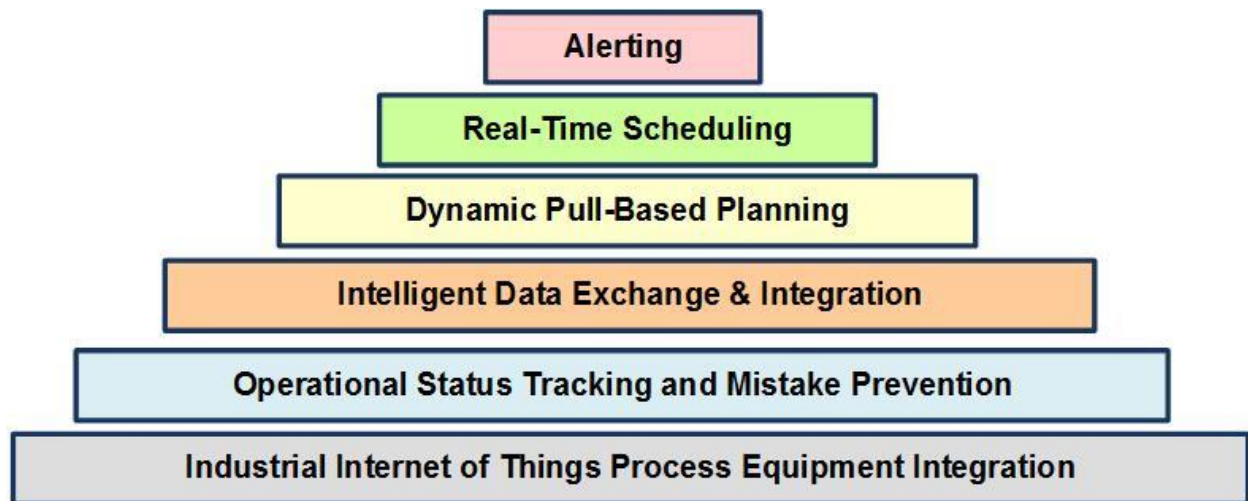 Alerting
Real-Time Scheduling
Dynamic Pull-Based Planning
Intelligent Data Exchange & Integration
Operational Status Tracking and Mistake Prevention
Industrial Internet of Things Process Equipment Integration